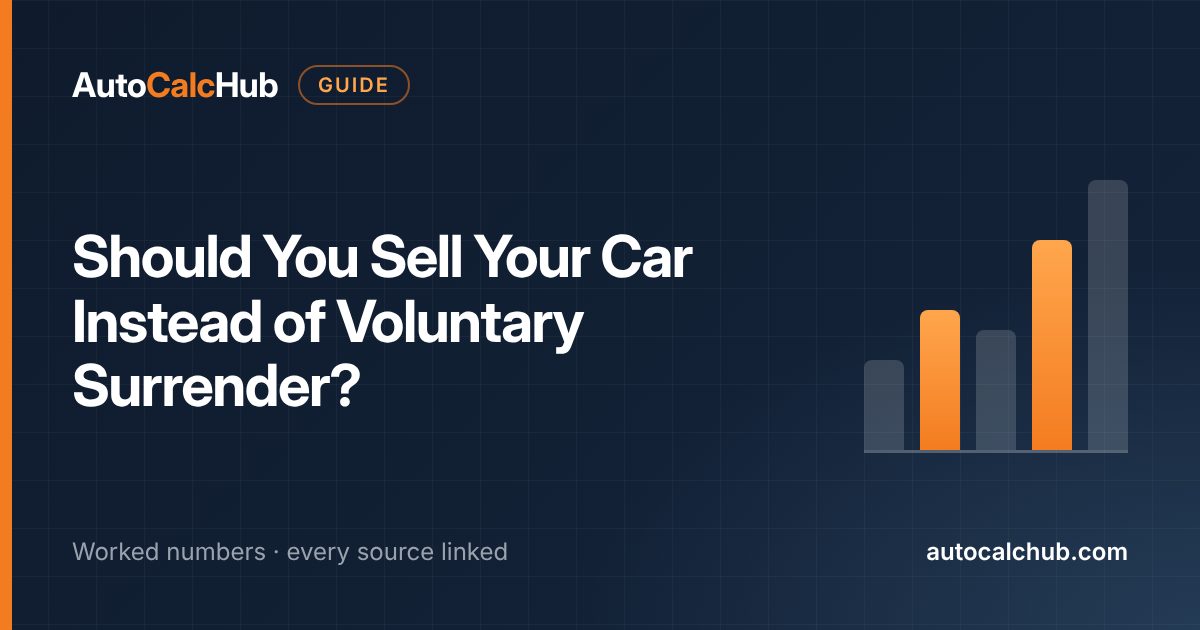 AutoCalcHub GUIDE
Should You Sell Your Car
Instead of Voluntary
Surrender?
Worked numbers · every source linked
autocalchub.com